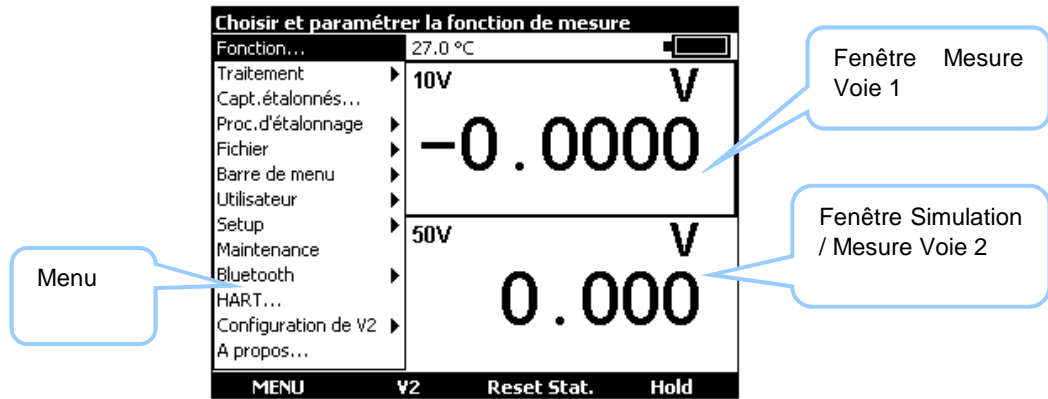 Choisir et paramétrer la fonction de mesure
Fonction...
27.0 °C
Traitement
Capt.étalonnés...
Proc.d'étalonnage
Fichier
Barre de menu
Utilisateur
Setup
Maintenance
Bluetooth
HART...
Configuration de V2
A propos...
10V
V
-0.0000
50V
V
0.000
MENU
V2
Reset Stat.
Hold
Menu
Fenêtre Mesure
Voie 1
Fenêtre Simulation
/ Mesure Voie 2